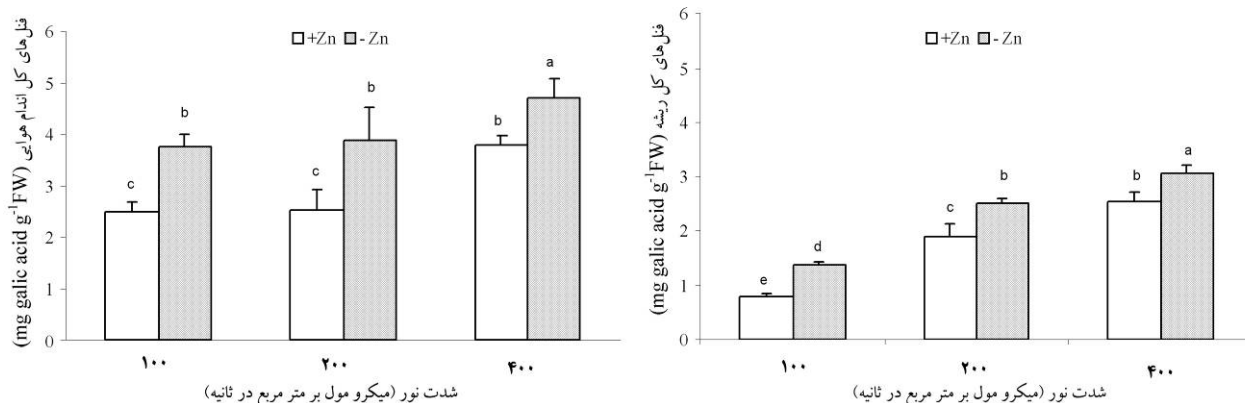 فنل‌های کل اندام هوایی (mg galic acid g⁻¹FW)
6
5
4
3
2
1
0
+Zn -Zn
c b c b b a
۱۰۰ ۲۰۰ ۴۰۰
شدت نور (میکرو مول بر متر مربع در ثانیه)
فنل‌های کل ریشه (mg galic acid g⁻¹FW)
6
5
4
3
2
1
0
+Zn -Zn
e d c b b a
۱۰۰ ۲۰۰ ۴۰۰
شدت نور (میکرو مول بر متر مربع در ثانیه)